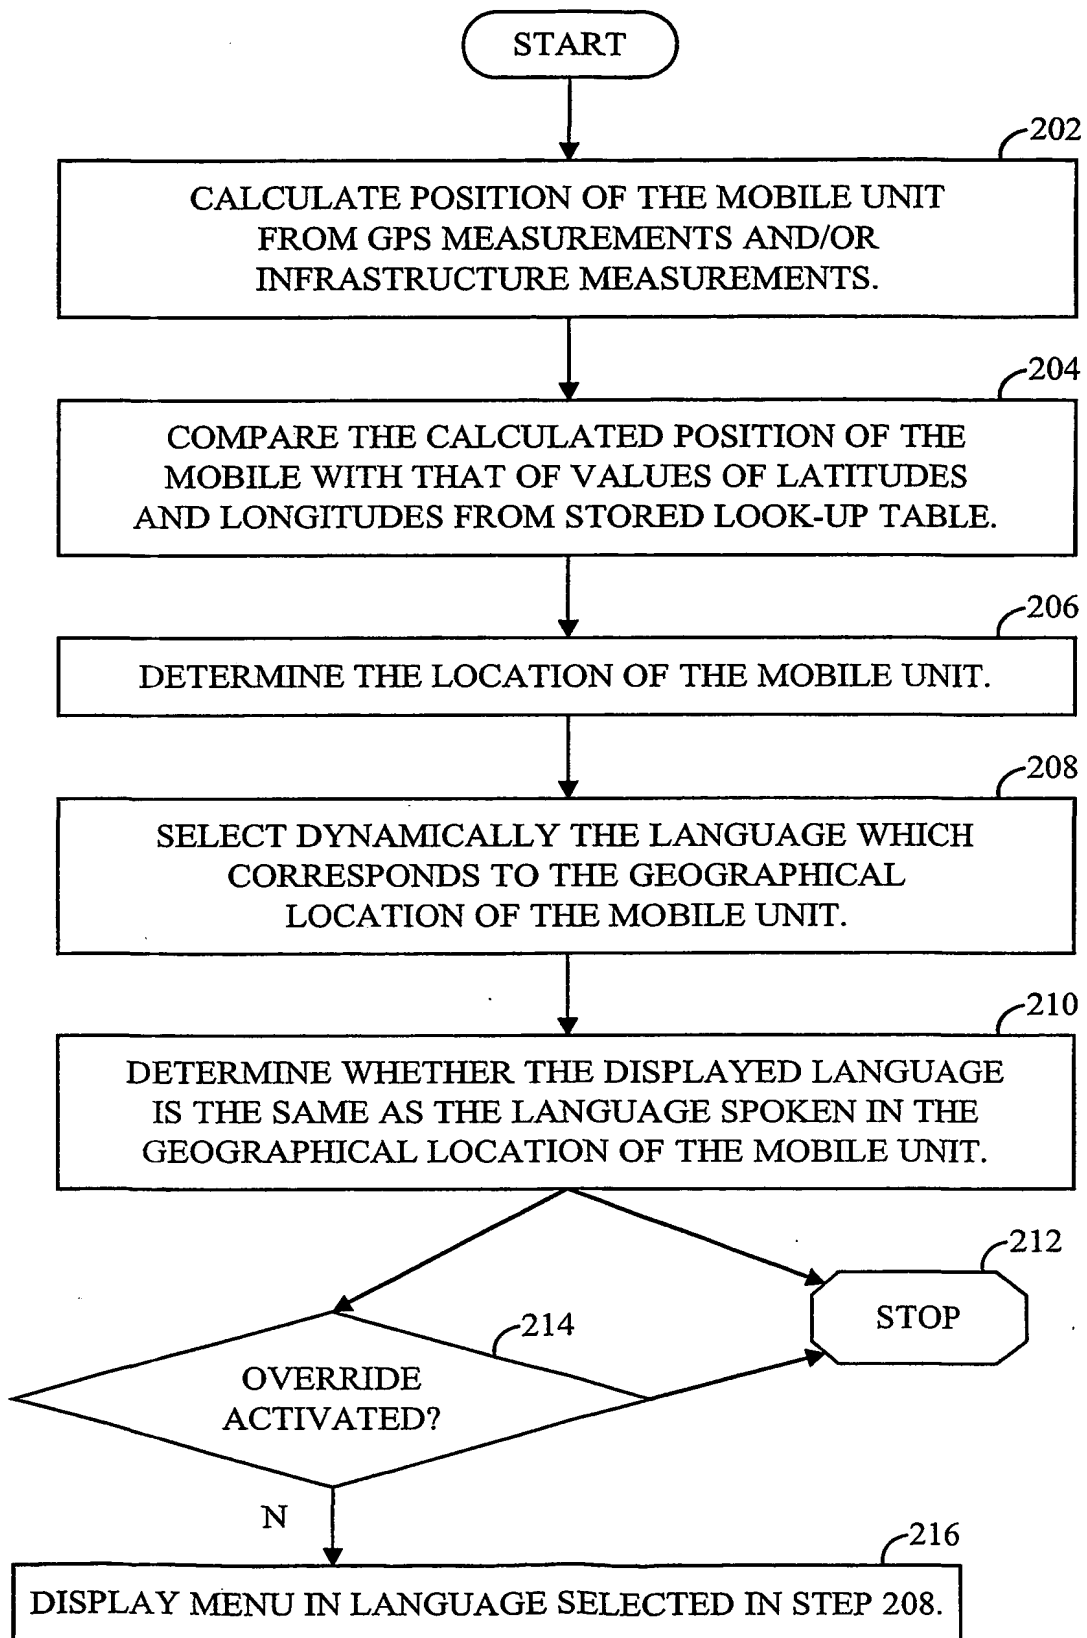 START
202
CALCULATE POSITION OF THE MOBILE UNIT
FROM GPS MEASUREMENTS AND/OR
INFRASTRUCTURE MEASUREMENTS.
204
COMPARE THE CALCULATED POSITION OF THE
MOBILE WITH THAT OF VALUES OF LATITUDES
AND LONGITUDES FROM STORED LOOK-UP TABLE.
206
DETERMINE THE LOCATION OF THE MOBILE UNIT.
208
SELECT DYNAMICALLY THE LANGUAGE WHICH
CORRESPONDS TO THE GEOGRAPHICAL
LOCATION OF THE MOBILE UNIT.
210
DETERMINE WHETHER THE DISPLAYED LANGUAGE
IS THE SAME AS THE LANGUAGE SPOKEN IN THE
GEOGRAPHICAL LOCATION OF THE MOBILE UNIT.
212
STOP
214
OVERRIDE
ACTIVATED?
N
216
DISPLAY MENU IN LANGUAGE SELECTED IN STEP 208.